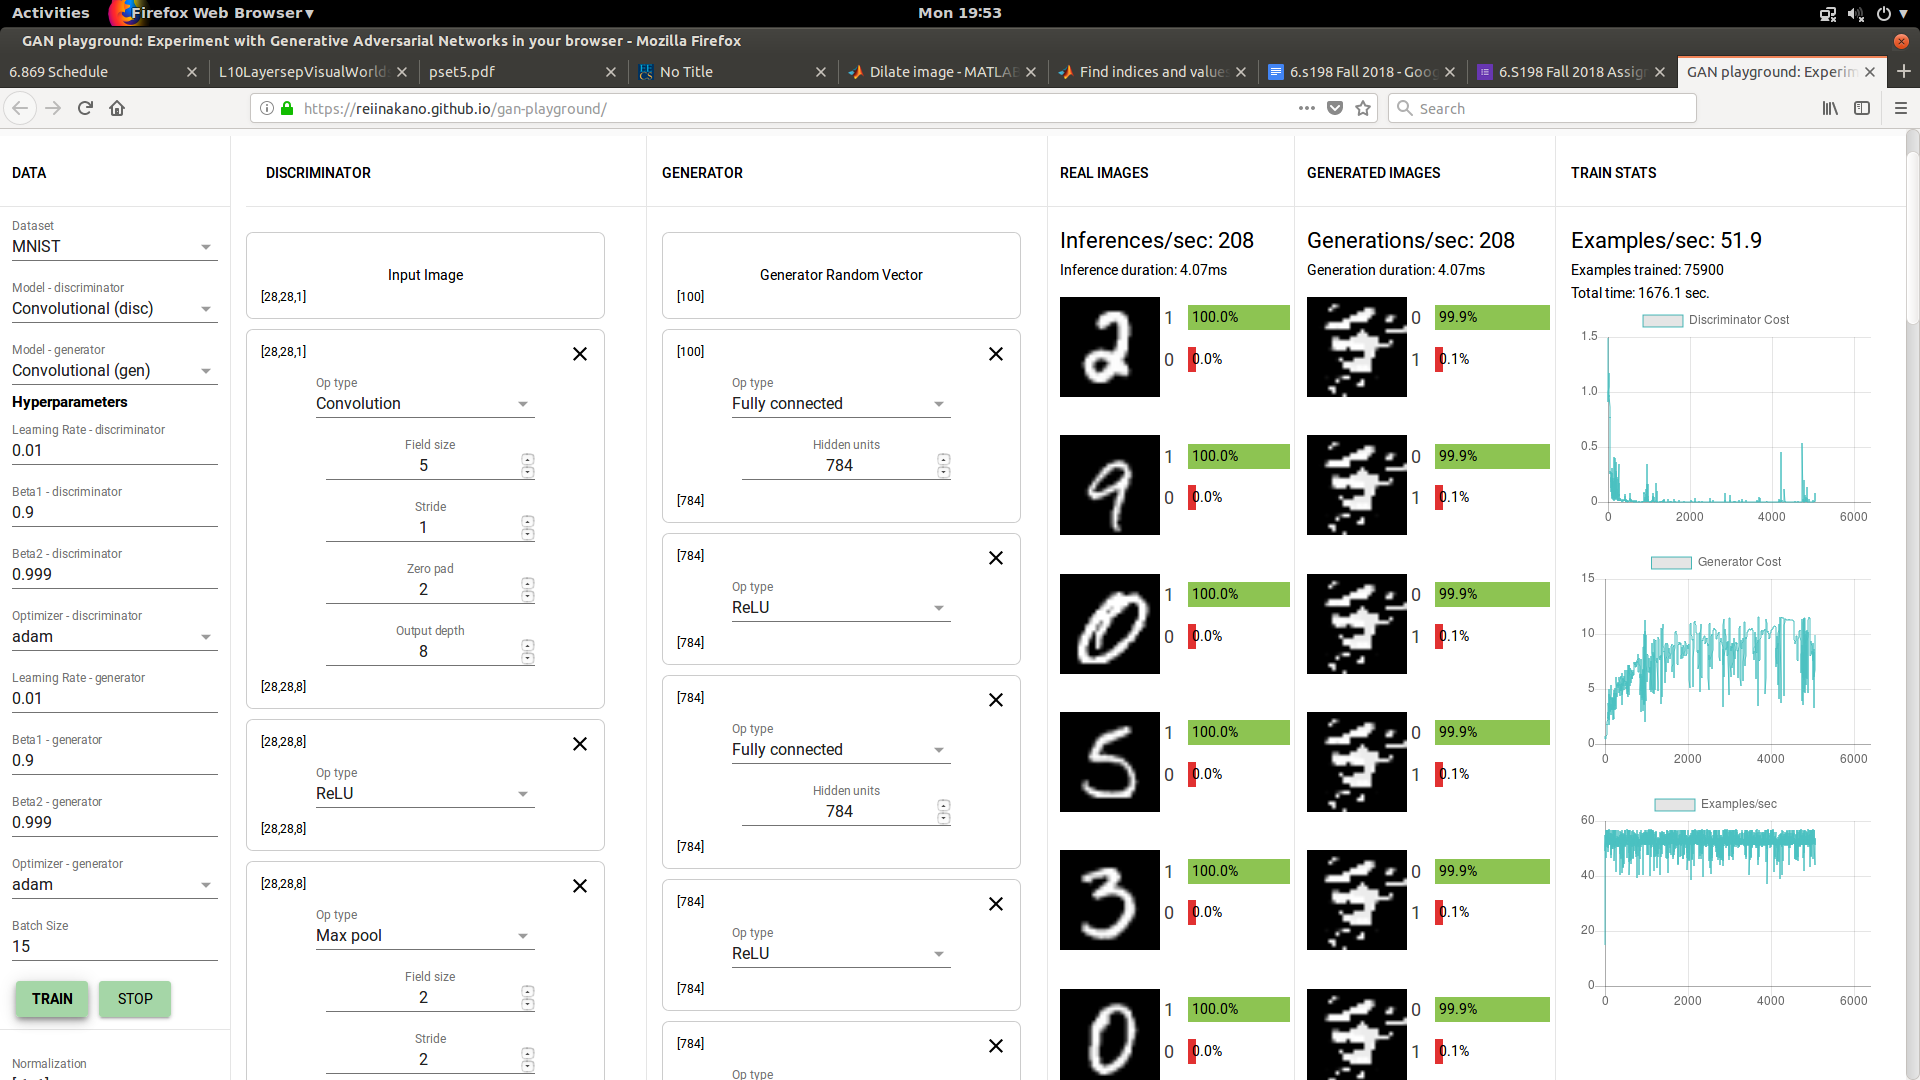 Activities
Firefox Web Browser
Mon 19:53
GAN playground: Experiment with Generative Adversarial Networks in your browser - Mozilla Firefox
6.869 Schedule
L10LayersepVisualWorld
pset5.pdf
No Title
Dilate image - MATLAB
Find indices and value
6.s198 Fall 2018 - Goog
6.S198 Fall 2018 Assig
GAN playground: Experim
https://reiinakano.github.io/gan-playground/
Search
DATA
Dataset
MNIST
Model - discriminator
Convolutional (disc)
Model - generator
Convolutional (gen)
Hyperparameters
Learning Rate - discriminator
0.01
Beta1 - discriminator
0.9
Beta2 - discriminator
0.999
Optimizer - discriminator
adam
Learning Rate - generator
0.01
Beta1 - generator
0.9
Beta2 - generator
0.999
Optimizer - generator
adam
Batch Size
15
TRAIN
STOP
Normalization
DISCRIMINATOR
Input Image
[28,28,1]
[28,28,1]
Op type
Convolution
Field size
5
Stride
1
Zero pad
2
Output depth
8
[28,28,8]
[28,28,8]
Op type
ReLU
[28,28,8]
[28,28,8]
Op type
Max pool
Field size
2
Stride
2
GENERATOR
Generator Random Vector
[100]
[100]
Op type
Fully connected
Hidden units
784
[784]
[784]
Op type
ReLU
[784]
[784]
Op type
Fully connected
Hidden units
784
[784]
[784]
Op type
ReLU
[784]
[784]
Op type
REAL IMAGES
Inferences/sec: 208
Inference duration: 4.07ms
2
1 100.0%
0 0.0%
9
1 100.0%
0 0.0%
0
1 100.0%
0 0.0%
5
1 100.0%
0 0.0%
3
1 100.0%
0 0.0%
0
1 100.0%
0 0.0%
GENERATED IMAGES
Generations/sec: 208
Generation duration: 4.07ms
0 99.9%
1 0.1%
0 99.9%
1 0.1%
0 99.9%
1 0.1%
0 99.9%
1 0.1%
0 99.9%
1 0.1%
0 99.9%
1 0.1%
TRAIN STATS
Examples/sec: 51.9
Examples trained: 75900
Total time: 1676.1 sec.
Discriminator Cost
1.5
1.0
0.5
0
0 2000 4000 6000
Generator Cost
15
10
5
0
0 2000 4000 6000
Examples/sec
60
40
20
0
0 2000 4000 6000